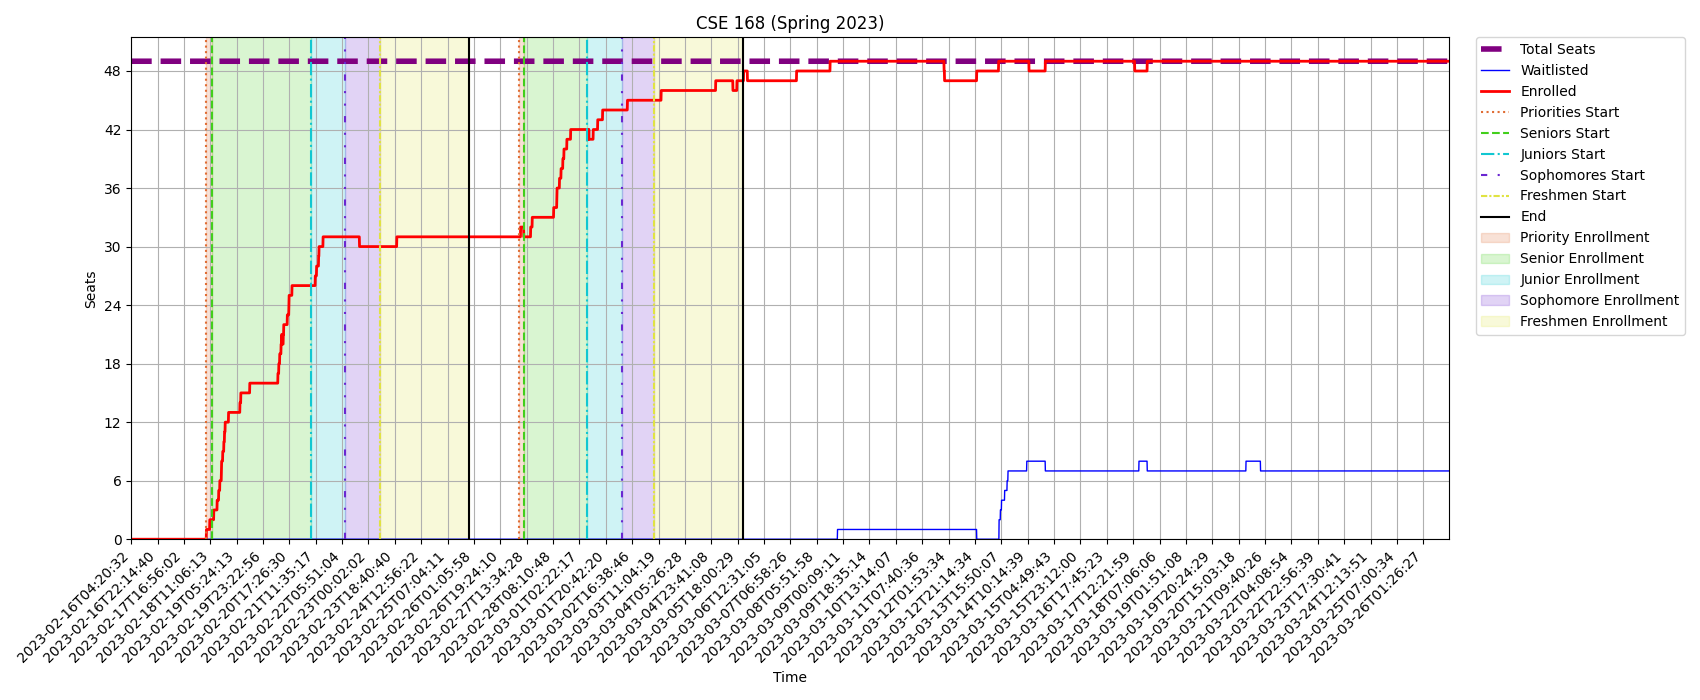 CSE 168 (Spring 2023)
Total Seats
Waitlisted
Enrolled
Priorities Start
Seniors Start
Juniors Start
Sophomores Start
Freshmen Start
End
Priority Enrollment
Senior Enrollment
Junior Enrollment
Sophomore Enrollment
Freshmen Enrollment
Seats
48
42
36
30
24
18
12
6
0
2023-02-16T04:20:32
2023-02-16T22:14:40
2023-02-17T16:56:02
2023-02-18T11:06:13
2023-02-19T05:24:13
2023-02-19T23:22:56
2023-02-20T17:26:30
2023-02-21T11:35:17
2023-02-22T05:51:04
2023-02-23T00:02:02
2023-02-23T18:40:40
2023-02-24T12:56:22
2023-02-25T07:04:11
2023-02-26T01:05:58
2023-02-26T19:24:10
2023-02-27T13:34:28
2023-02-28T08:10:48
2023-03-01T02:22:17
2023-03-01T20:42:20
2023-03-02T16:38:46
2023-03-03T11:04:19
2023-03-04T05:26:28
2023-03-04T23:41:08
2023-03-05T18:00:29
2023-03-06T12:31:05
2023-03-07T06:58:26
2023-03-08T05:51:58
2023-03-09T00:09:11
2023-03-09T18:35:14
2023-03-10T13:14:07
2023-03-11T07:40:36
2023-03-12T01:53:34
2023-03-12T21:14:34
2023-03-13T15:50:07
2023-03-14T10:14:39
2023-03-15T04:49:43
2023-03-15T23:12:00
2023-03-16T17:45:23
2023-03-17T12:21:59
2023-03-18T07:06:06
2023-03-19T01:51:08
2023-03-19T20:24:29
2023-03-20T15:03:18
2023-03-21T09:40:26
2023-03-22T04:08:54
2023-03-22T22:56:39
2023-03-23T17:30:41
2023-03-24T12:13:51
2023-03-25T07:00:34
2023-03-26T01:26:27
Time